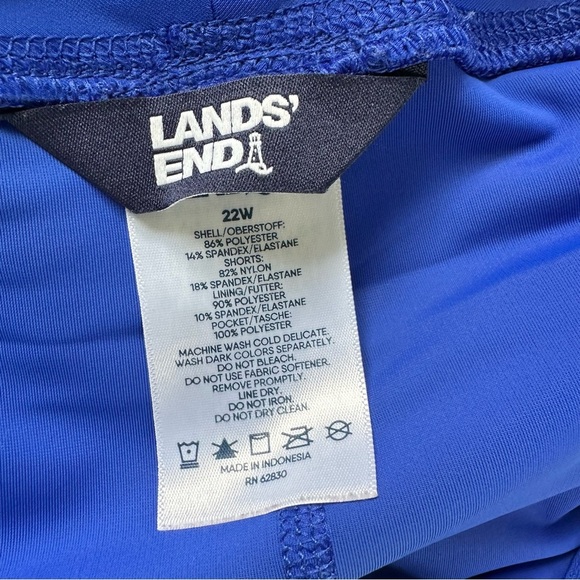 LANDS'
END
22W
SHELL/OBERSTOFF:
86% POLYESTER
14% SPANDEX/ELASTANE
SHORTS:
82% NYLON
18% SPANDEX/ELASTANE
LINING/FUTTER:
90% POLYESTER
10% SPANDEX/ELASTANE
POCKET/TASCHE:
100% POLYESTER
MACHINE WASH COLD DELICATE.
WASH DARK COLORS SEPARATELY.
DO NOT BLEACH.
DO NOT USE FABRIC SOFTENER.
REMOVE PROMPTLY.
LINE DRY.
DO NOT IRON.
DO NOT DRY CLEAN.
MADE IN INDONESIA
RN 62830